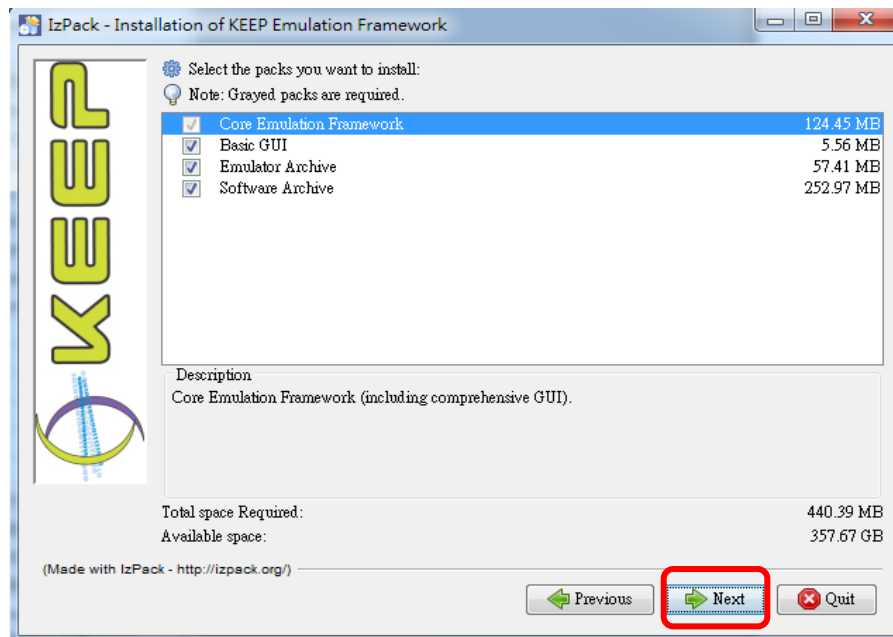 IzPack - Installation of KEEP Emulation Framework
KEEP
Select the packs you want to install:
Note: Grayed packs are required.
Core Emulation Framework 124.45 MB
Basic GUI 5.56 MB
Emulator Archive 57.41 MB
Software Archive 252.97 MB
Description
Core Emulation Framework (including comprehensive GUI).
Total space Required: 440.39 MB
Available space: 357.67 GB
(Made with IzPack - http://izpack.org/)
Previous Next Quit